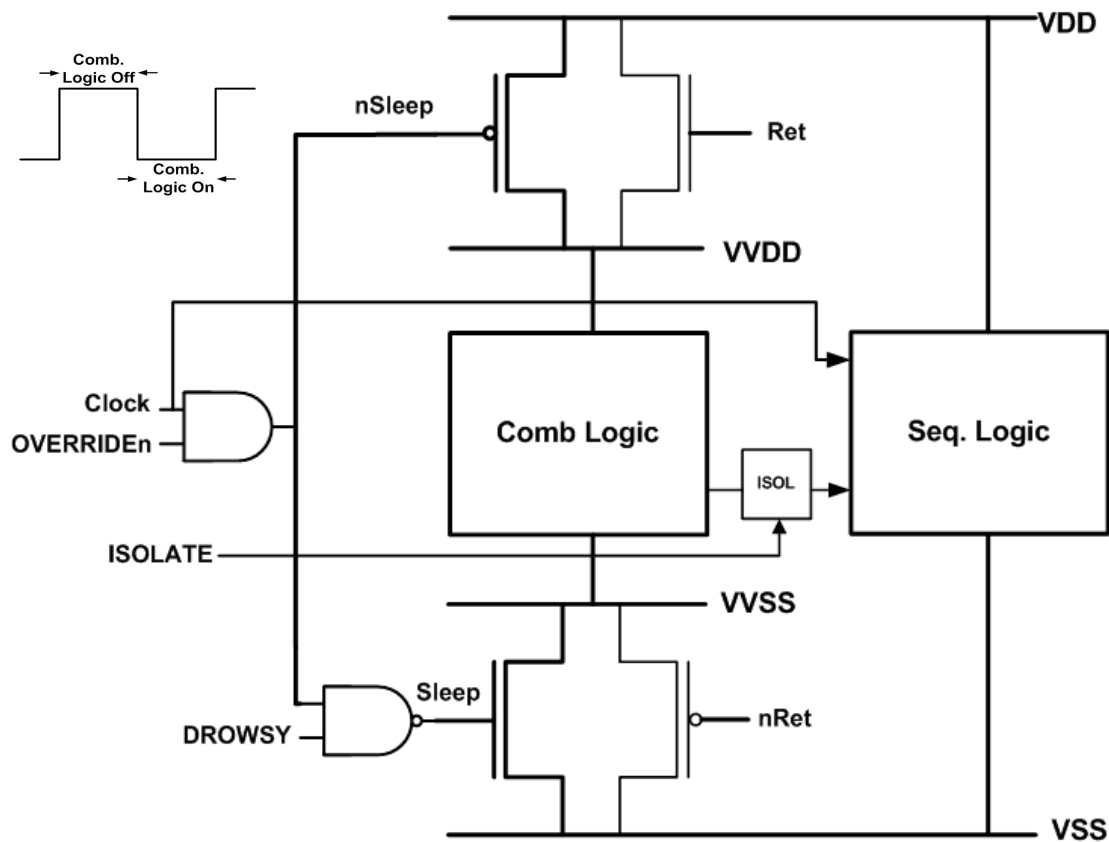 VDD
Comb.
Logic Off
nSleep
Ret
Comb.
Logic On
VVDD
Clock
OVERRIDEn
Comb Logic
Seq. Logic
ISOL
ISOLATE
VVSS
Sleep
DROWSY
nRet
VSS